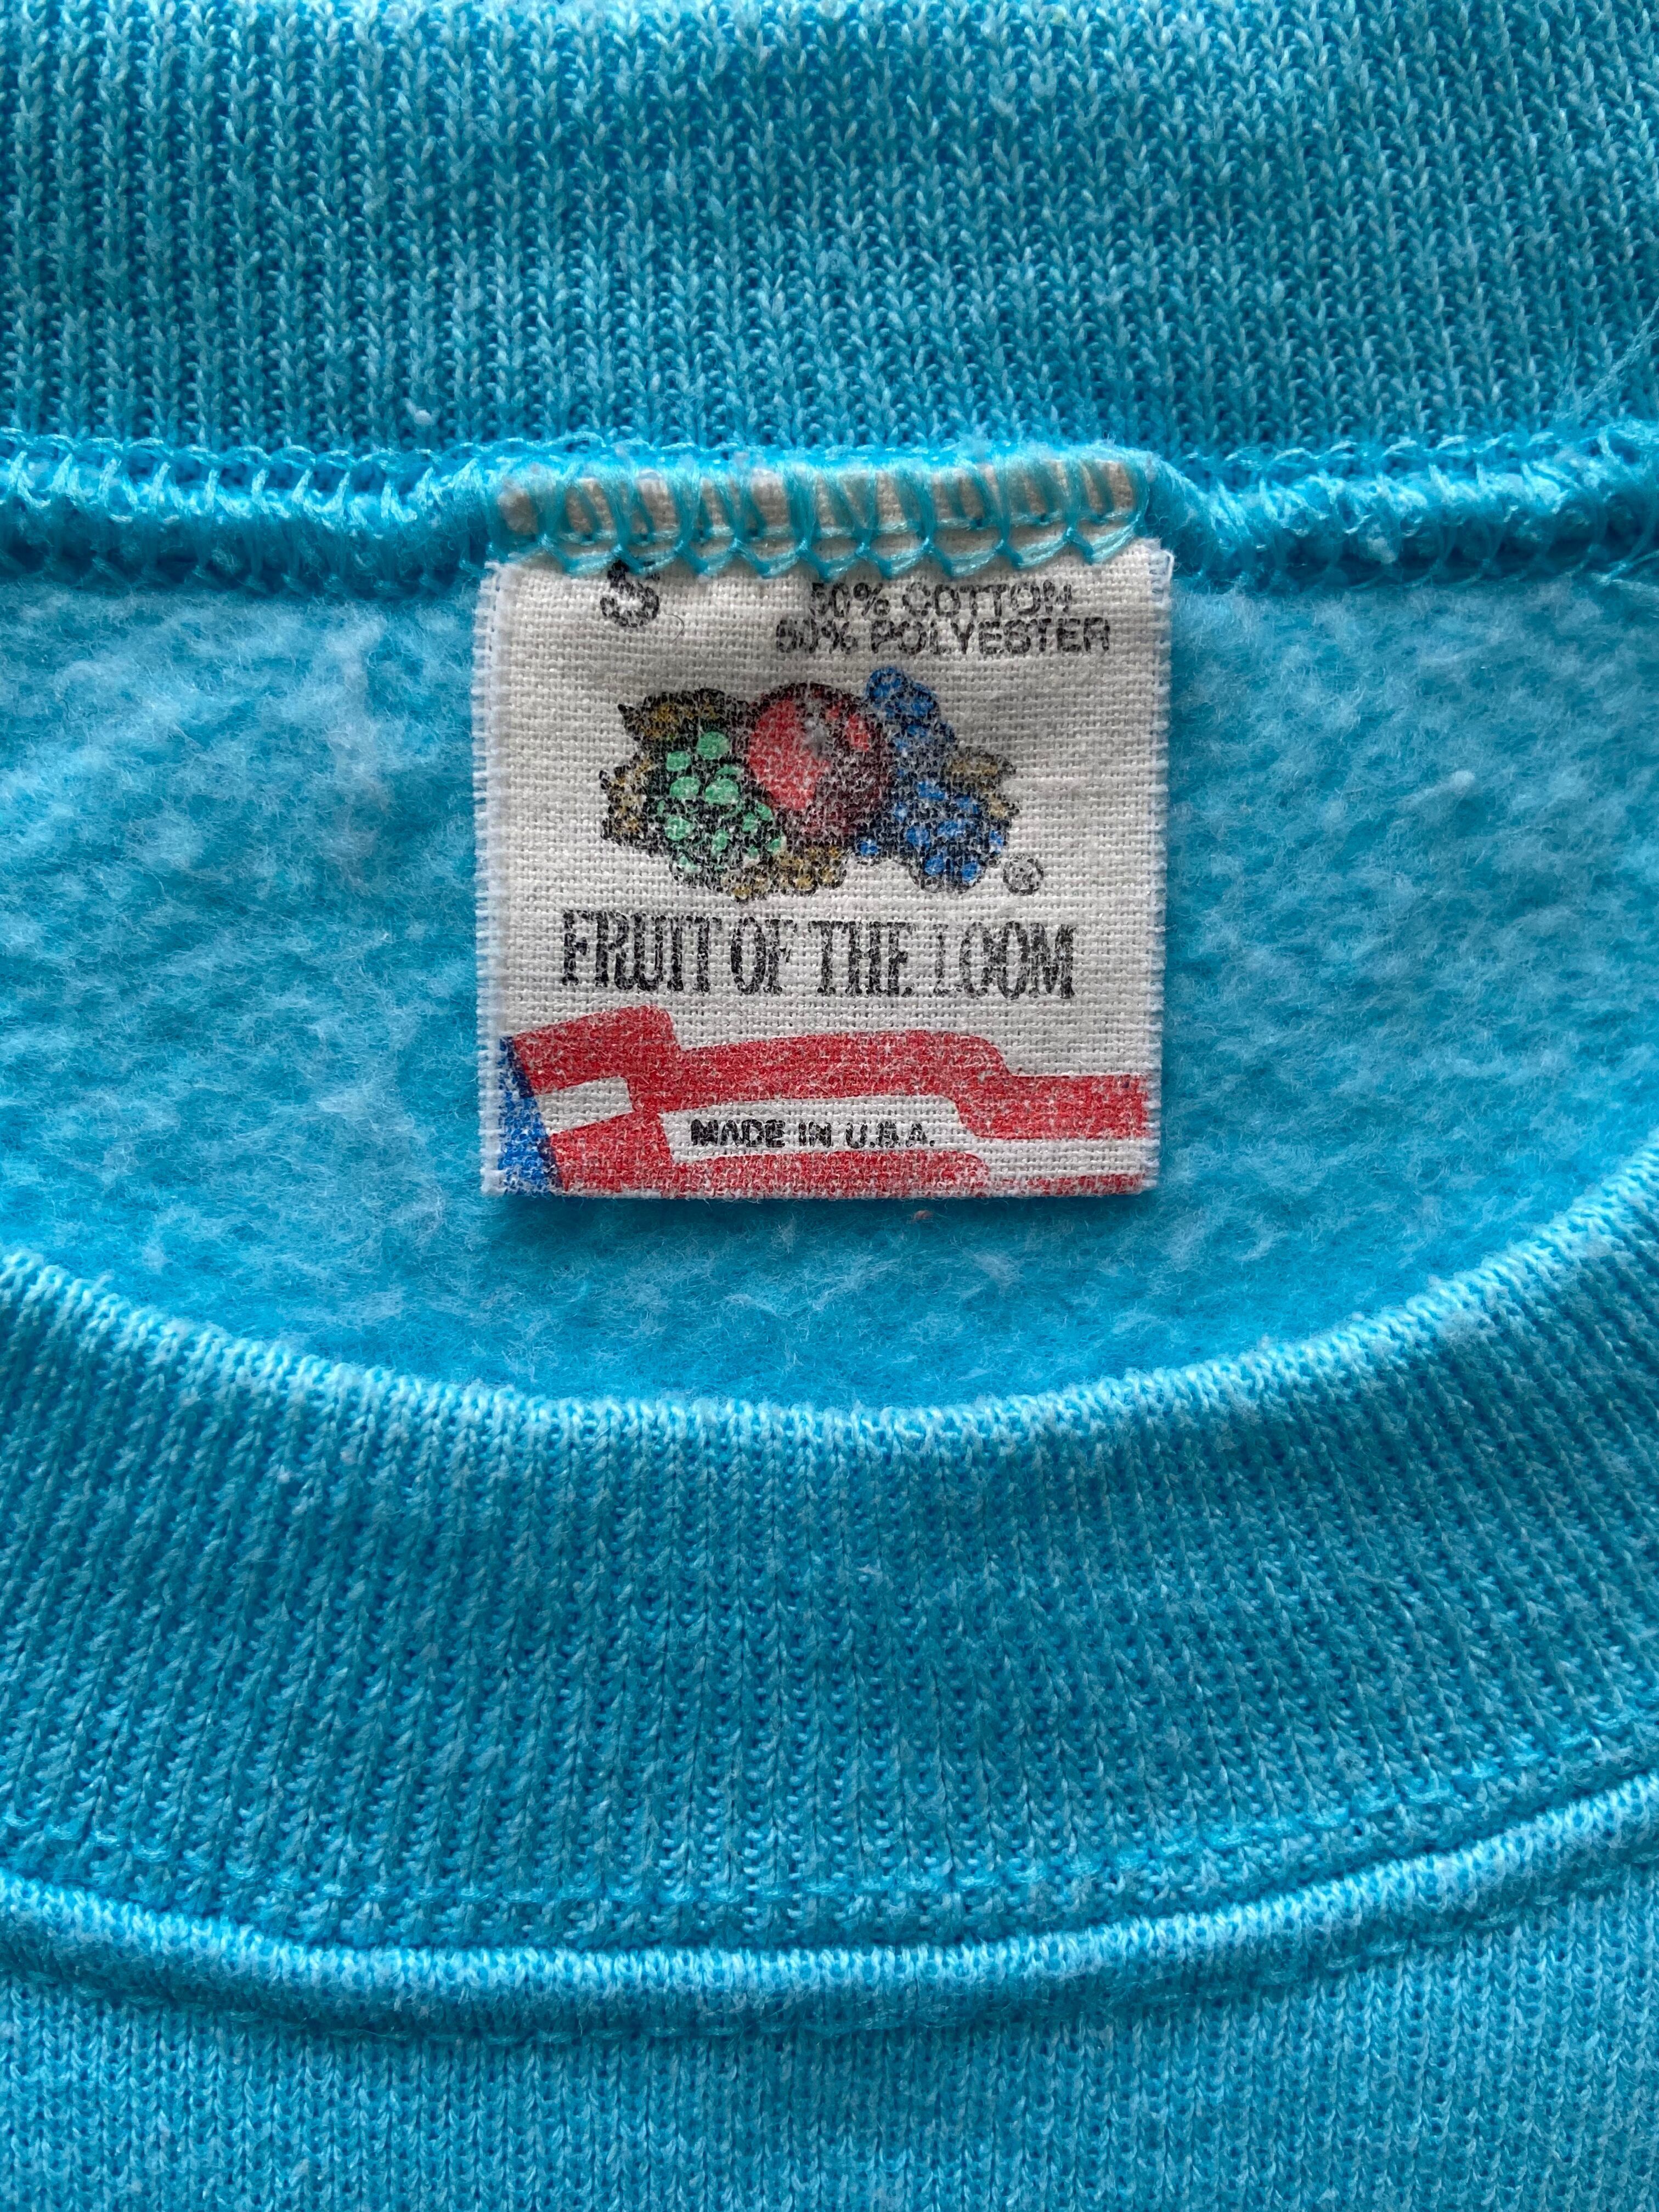 S
50% COTTON
50% POLYESTER
®
FRUIT OF THE LOOM
MADE IN U.S.A.